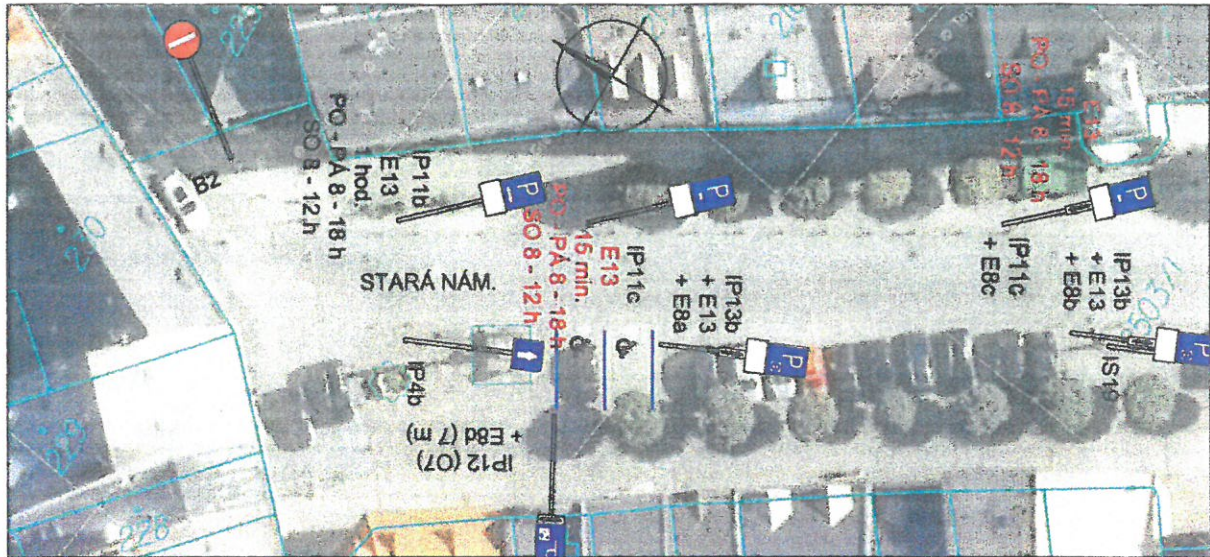 B2
IP11b
E13
1 hod.
PO - PÁ 8 - 18 h
SO 8 - 12 h
STARÁ NÁM.
IP11c
E13
15 min.
PO - PÁ 8 - 18 h
SO 8 - 12 h
IP13b
+ E13
+ E8a
E13
15 min
PO - PÁ 8 - 18 h
SO 8 - 12 h
IP11c
+ E8c
IP13b
+ E13
+ E8b
IS19
IP4b
IP12 (O7)
+ E8d (7 m)
P
P
P
P
P
220
226